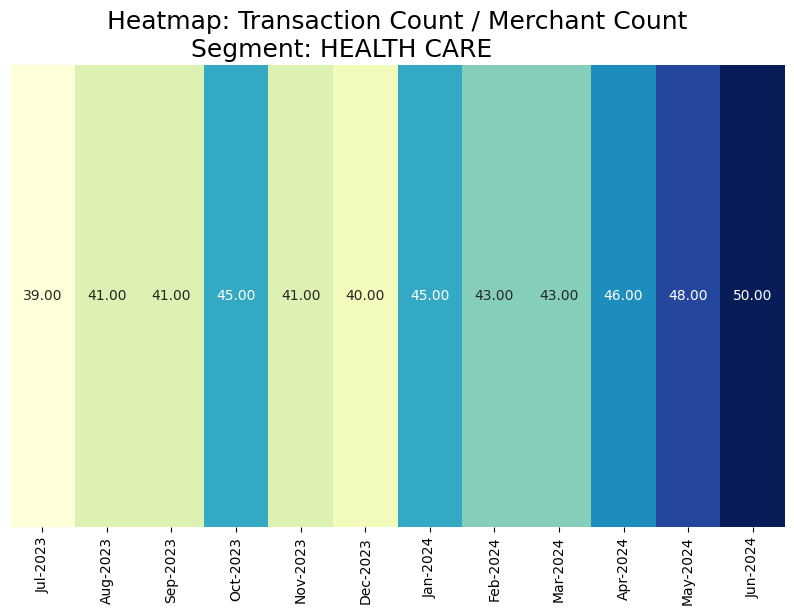 Heatmap: Transaction Count / Merchant Count
Segment: HEALTH CARE
39.00 41.00 41.00 45.00 41.00 40.00 45.00 43.00 43.00 46.00 48.00 50.00
Jul-2023 Aug-2023 Sep-2023 Oct-2023 Nov-2023 Dec-2023 Jan-2024 Feb-2024 Mar-2024 Apr-2024 May-2024 Jun-2024